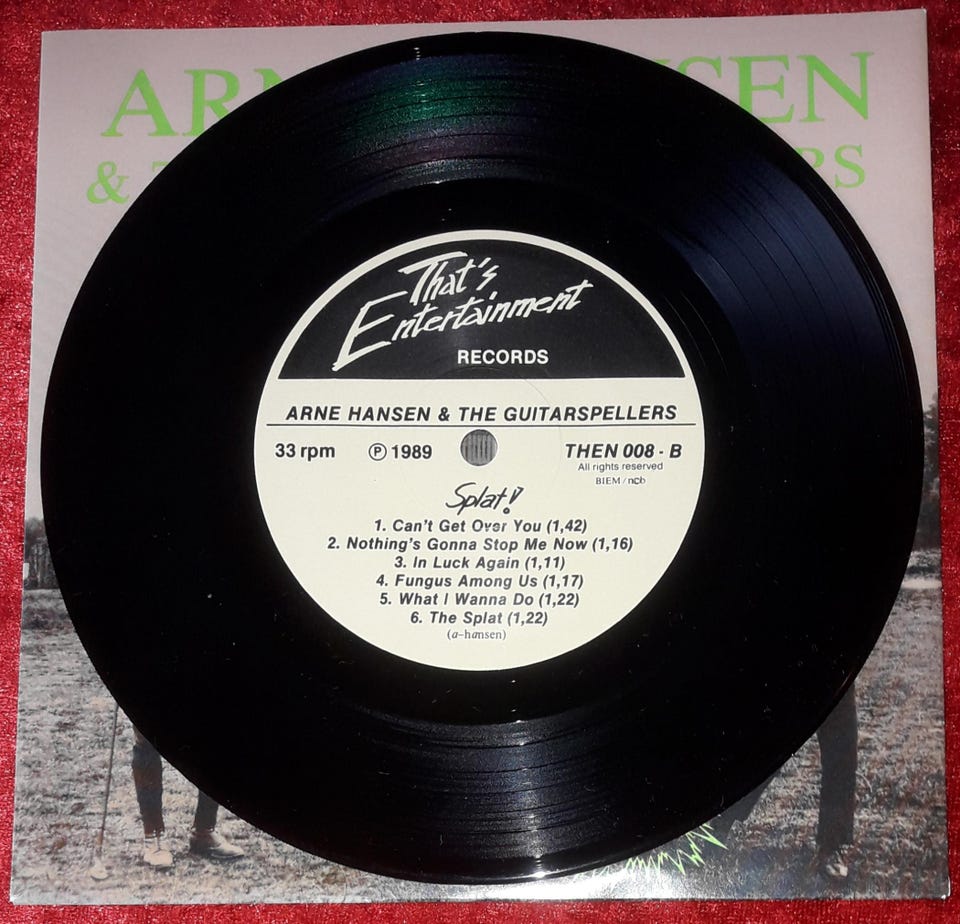 AR SEN
& RS
That's
Entertainment
RECORDS
ARNE HANSEN & THE GUITARSPELLERS
33 rpm ℗ 1989 THEN 008 - B
All rights reserved
BIEM / ncb
Splat!
1. Can't Get Over You (1,42)
2. Nothing's Gonna Stop Me Now (1,16)
3. In Luck Again (1,11)
4. Fungus Among Us (1,17)
5. What I Wanna Do (1,22)
6. The Splat (1,22)
(a-hansen)